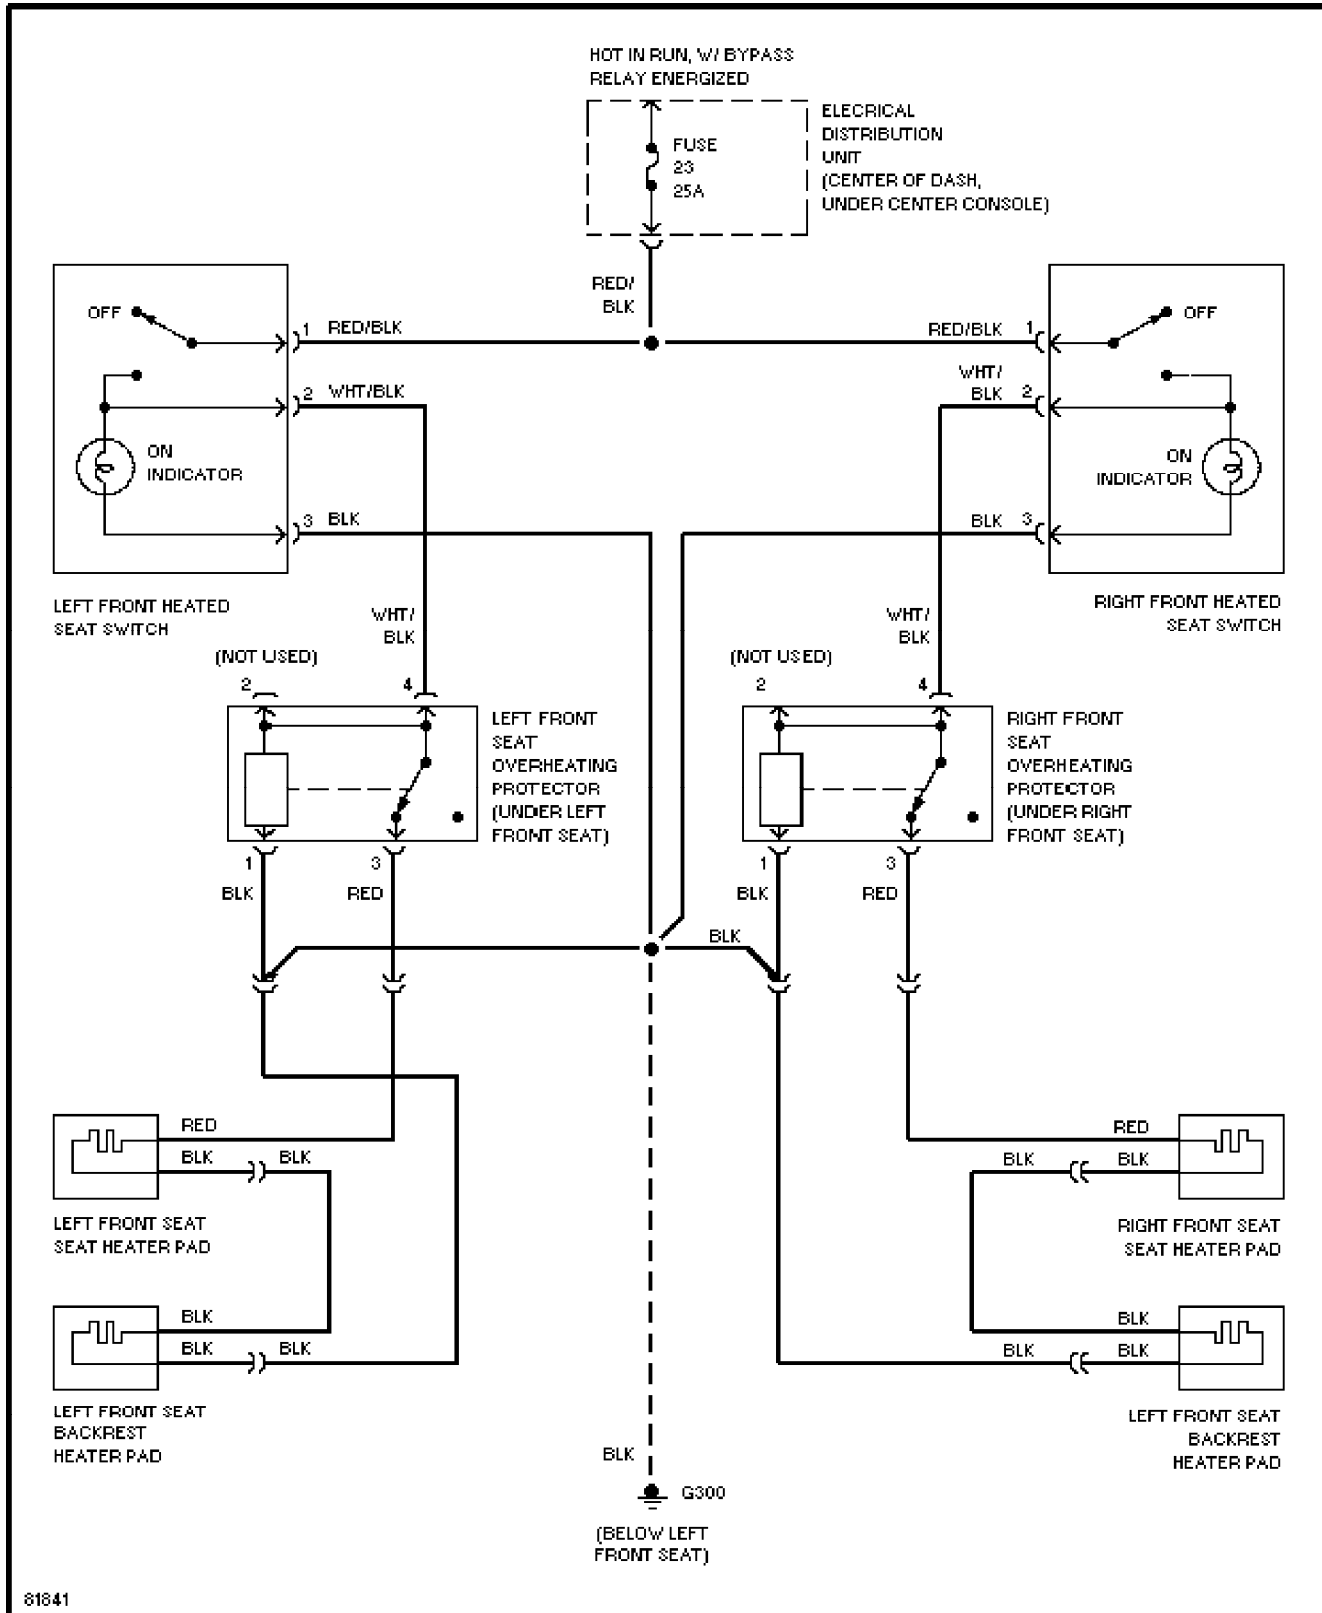 HOT IN RUN, W/ BYPASS
RELAY ENERGIZED
ELECRICAL
DISTRIBUTION
UNIT
(CENTER OF DASH,
UNDER CENTER CONSOLE)
FUSE
23
25A
RED/
BLK
OFF
1 RED/BLK
RED/BLK 1
OFF
2 WHT/BLK
WHT/
BLK 2
ON
INDICATOR
ON
INDICATOR
3 BLK
BLK 3
LEFT FRONT HEATED
SEAT SWITCH
RIGHT FRONT HEATED
SEAT SWITCH
WHT/
BLK
WHT/
BLK
(NOT USED)
2
4
(NOT USED)
2
4
LEFT FRONT
SEAT
OVERHEATING
PROTECTOR
(UNDER LEFT
FRONT SEAT)
RIGHT FRONT
SEAT
OVERHEATING
PROTECTOR
(UNDER RIGHT
FRONT SEAT)
1
3
BLK
RED
1
3
BLK
RED
BLK
RED
BLK
BLK
LEFT FRONT SEAT
SEAT HEATER PAD
RED
BLK
BLK
RIGHT FRONT SEAT
SEAT HEATER PAD
BLK
BLK
BLK
LEFT FRONT SEAT
BACKREST
HEATER PAD
BLK
BLK
BLK
LEFT FRONT SEAT
BACKREST
HEATER PAD
BLK
G300
(BELOW LEFT
FRONT SEAT)
81841